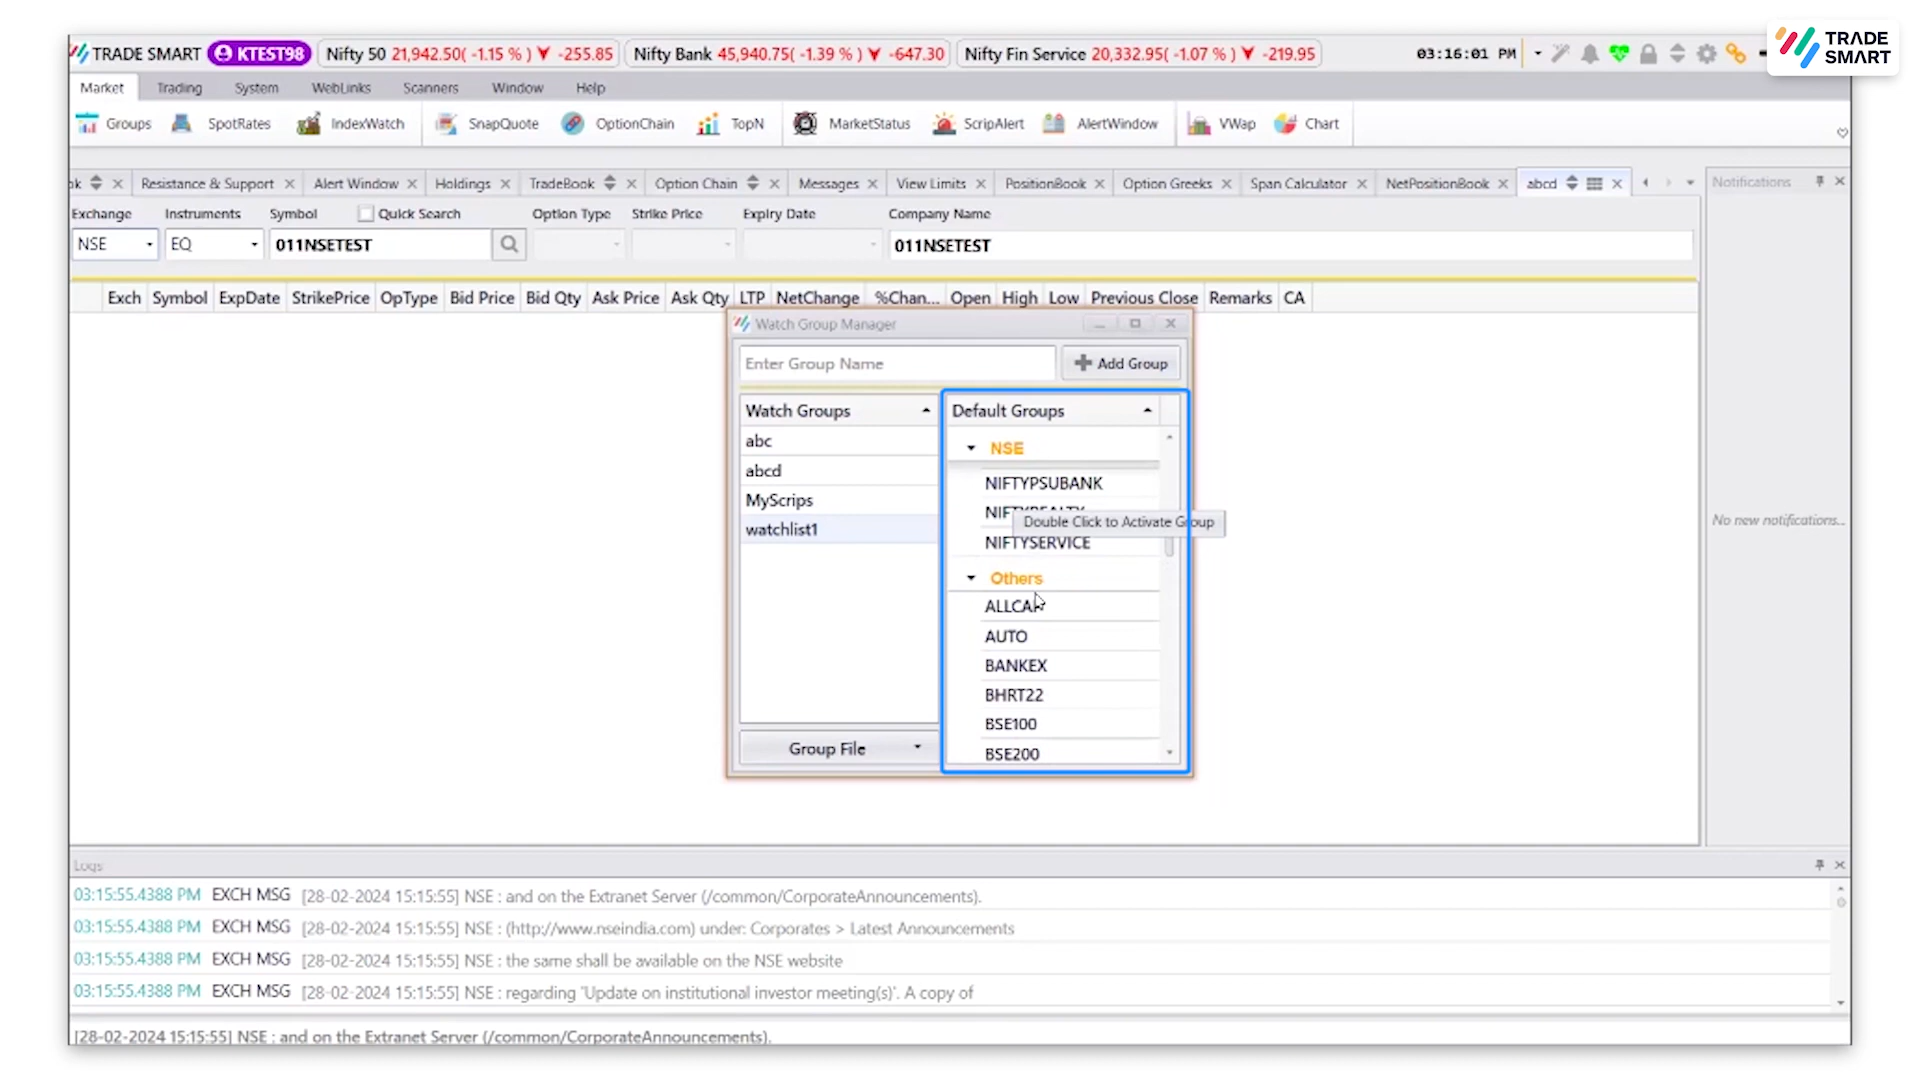 TRADE SMART KTEST98 Nifty 50 21,942.50( -1.15 % ) -255.85 Nifty Bank 45,940.75( -1.39 % ) -647.30 Nifty Fin Service 20,332.95( -1.07 % ) -219.95 03:16:01 PM
TRADE
SMART
Market Trading System WebLinks Scanners Window Help
Groups SpotRates IndexWatch SnapQuote OptionChain TopN MarketStatus ScripAlert AlertWindow VWap Chart
ok Resistance & Support Alert Window Holdings TradeBook Option Chain Messages View Limits PositionBook Option Greeks Span Calculator NetPositionBook abcd Notifications
Exchange Instruments Symbol Quick Search Option Type Strike Price Expiry Date Company Name
NSE EQ 011NSETEST 011NSETEST
Exch Symbol ExpDate StrikePrice OpType Bid Price Bid Qty Ask Price Ask Qty LTP NetChange %Chan... Open High Low Previous Close Remarks CA
Watch Group Manager
Enter Group Name Add Group
Watch Groups Default Groups
abc
abcd
MyScrips
watchlist1
NSE
NIFTYPSUBANK
Double Click to Activate Group
NIFTYSERVICE
Others
AUTO
BANKEX
BHRT22
BSE100
BSE200
Group File
No new notifications...
Logs
03:15:55.4388 PM EXCH MSG [28-02-2024 15:15:55] NSE : and on the Extranet Server (/common/CorporateAnnouncements).
03:15:55.4388 PM EXCH MSG [28-02-2024 15:15:55] NSE : (http://www.nseindia.com) under: Corporates > Latest Announcements
03:15:55.4388 PM EXCH MSG [28-02-2024 15:15:55] NSE : the same shall be available on the NSE website
03:15:55.4388 PM EXCH MSG [28-02-2024 15:15:55] NSE : regarding 'Update on institutional investor meeting(s)'. A copy of
[28-02-2024 15:15:55] NSE : and on the Extranet Server (/common/CorporateAnnouncements).